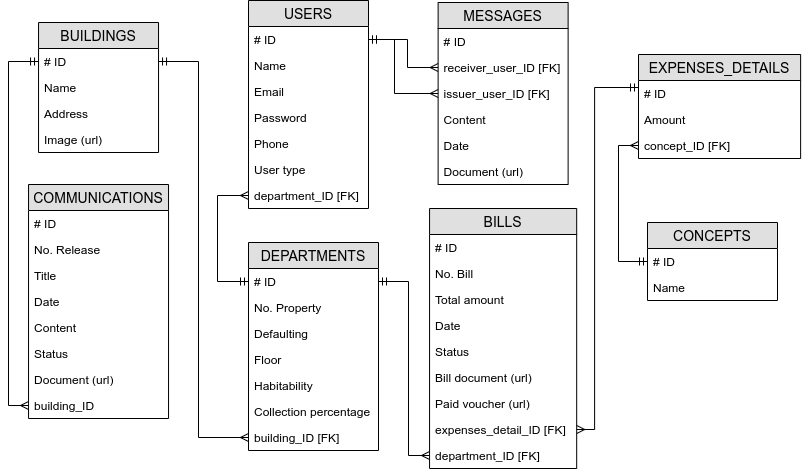 BUILDINGS
# ID
Name
Address
Image (url)
COMMUNICATIONS
# ID
No. Release
Title
Date
Content
Status
Document (url)
building_ID
USERS
# ID
Name
Email
Password
Phone
User type
department_ID [FK]
DEPARTMENTS
# ID
No. Property
Defaulting
Floor
Habitability
Collection percentage
building_ID [FK]
MESSAGES
# ID
receiver_user_ID [FK]
issuer_user_ID [FK]
Content
Date
Document (url)
BILLS
# ID
No. Bill
Total amount
Date
Status
Bill document (url)
Paid voucher (url)
expenses_detail_ID [FK]
department_ID [FK]
EXPENSES_DETAILS
# ID
Amount
concept_ID [FK]
CONCEPTS
# ID
Name